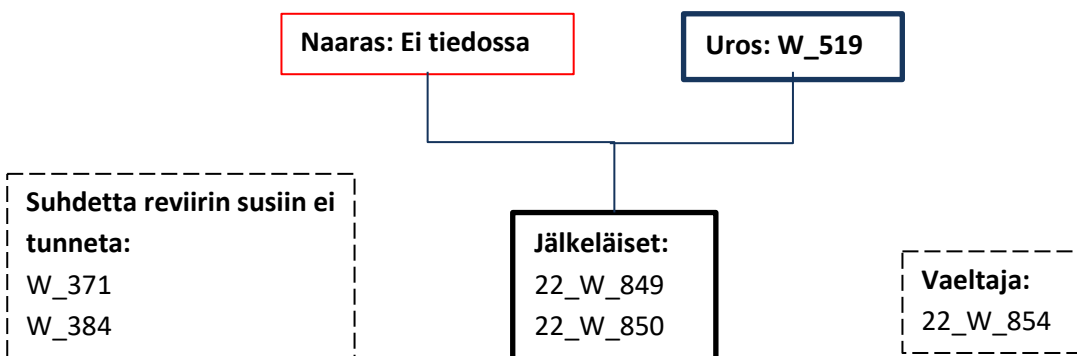 Naaras: Ei tiedossa
Uros: W_519
Suhdetta reviirin susiin ei
tunneta:
W_371
W_384
Jälkeläiset:
22_W_849
22_W_850
Vaeltaja:
22_W_854